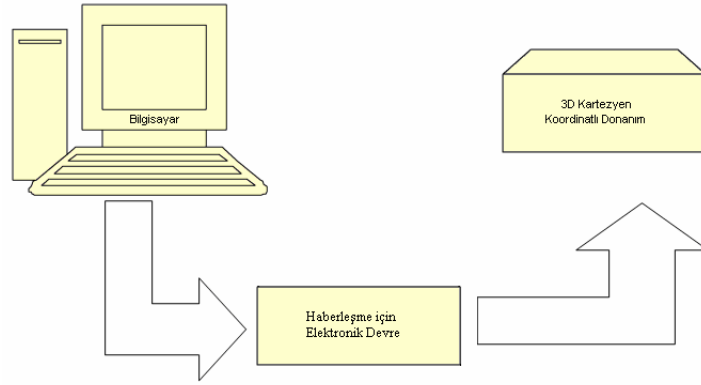 Bilgisayar
3D Kartezyen
Koordinatlı Donanım
Haberleşme için
Elektronik Devre